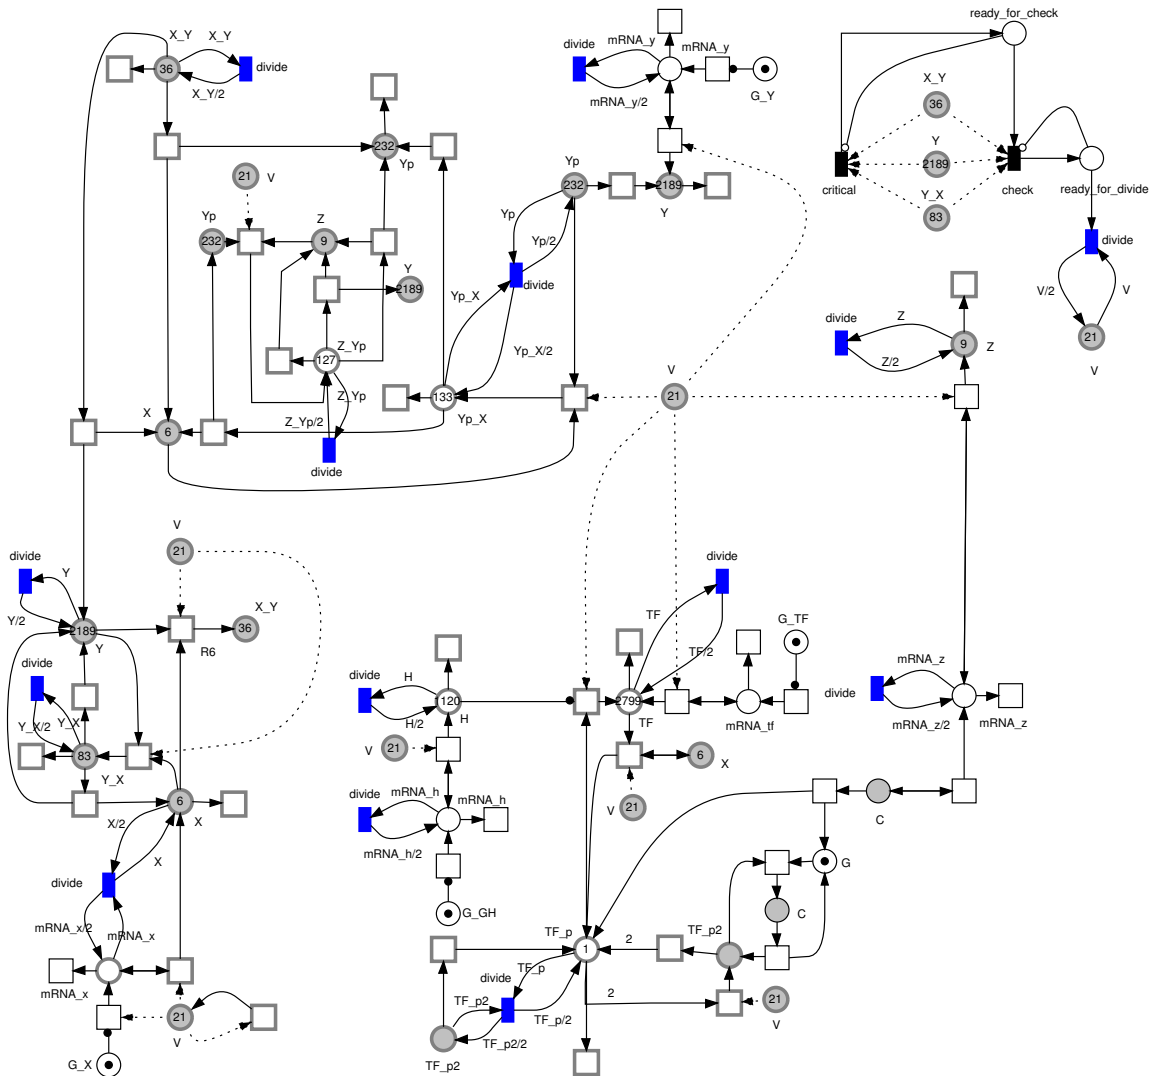 ready_for_check
X_Y
X_Y
36
divide
X_Y/2
divide
mRNA_y
mRNA_y
mRNA_y/2
G_Y
X_Y
36
232
Yp
Y
2189
critical
check
ready_for_divide
21
V
Yp
232
2189
Y
83
Y_X
Yp
232
Z
9
Yp
Yp/2
divide
V/2
V
Y
2189
divide
Yp_X
divide
Z
Z/2
9
Z
21
V
127
Z_Yp
Yp_X/2
Z_Yp
133
Yp_X
V
21
X
6
Z_Yp/2
divide
V
21
divide
Y
Y/2
2189
Y
R6
X_Y
36
divide
Y_X/2
Y_X
83
Y_X
divide
TF
TF/2
G_TF
H
divide
H/2
120
H
2799
TF
mRNA_tf
mRNA_z
divide
mRNA_z/2
mRNA_z
V
21
6
X
6
X
X/2
X
divide
mRNA_h
mRNA_h
mRNA_h/2
V
21
C
G
divide
mRNA_x/2
mRNA_x
G_GH
C
TF_p
1
2
TF_p2
mRNA_x
TF_p
divide
TF_p2
TF_p/2
TF_p2/2
2
21
V
21
V
G_X
TF_p2